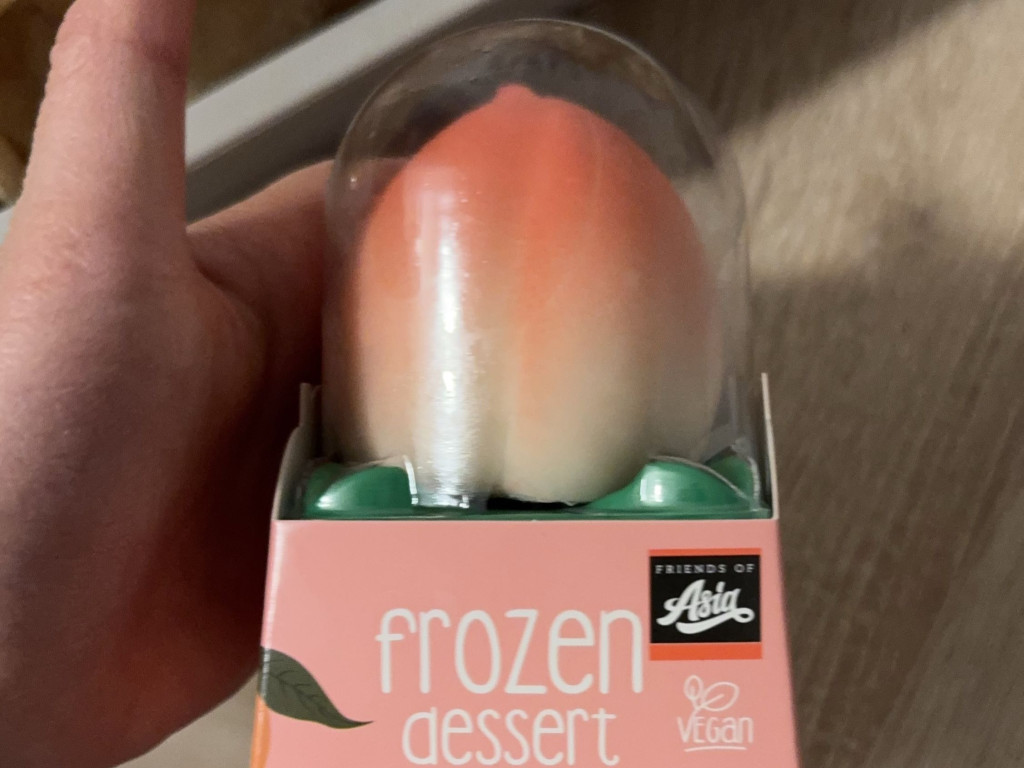 FRIENDS OF
Asia
frozen
dessert
VEGan